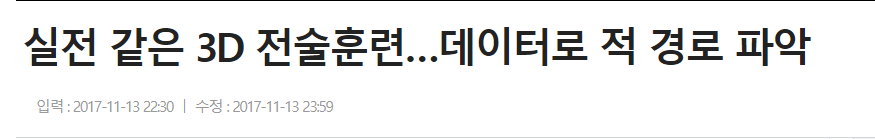 실전 같은 3D 전술훈련…데이터로 적 경로 파악
입력 : 2017-11-13 22:30 | 수정 : 2017-11-13 23:59